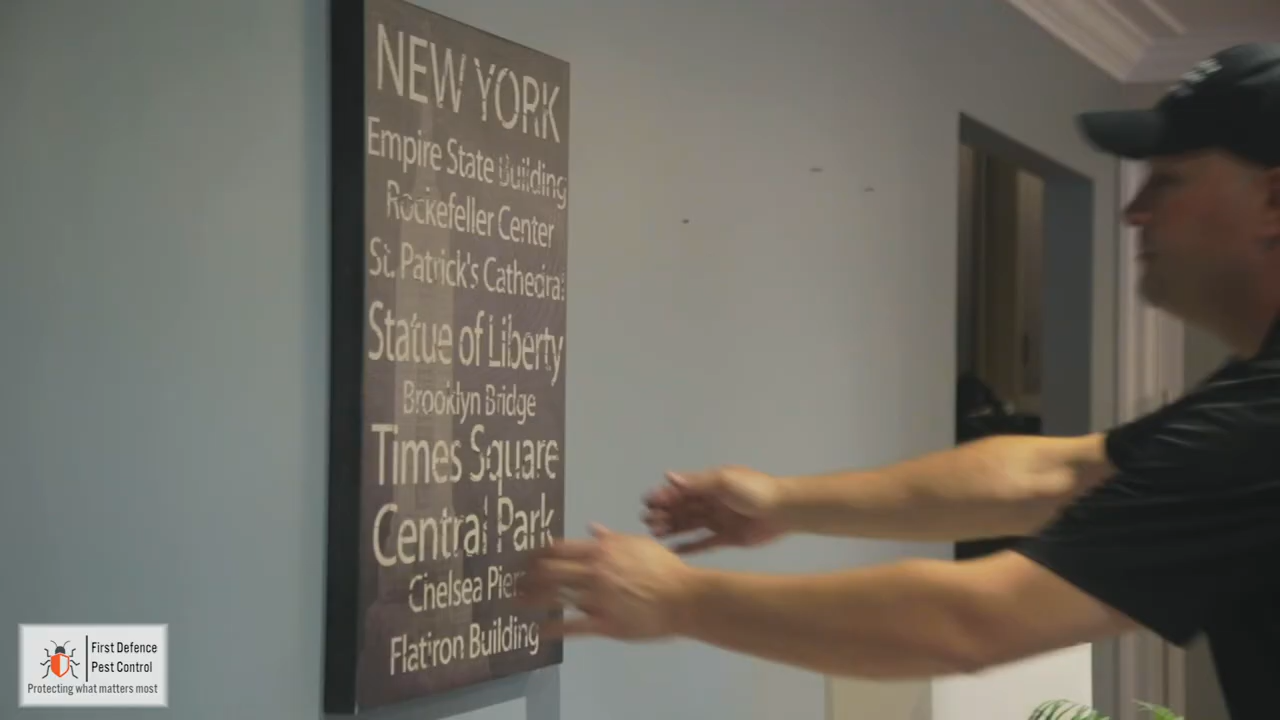 NEW YORK
Empire State Building
Rockefeller Center
St. Patrick's Cathedral
Statue of Liberty
Brooklyn Bridge
Times Square
Central Park
Chelsea Piers
Flatiron Building
First Defence
Pest Control
Protecting what matters most